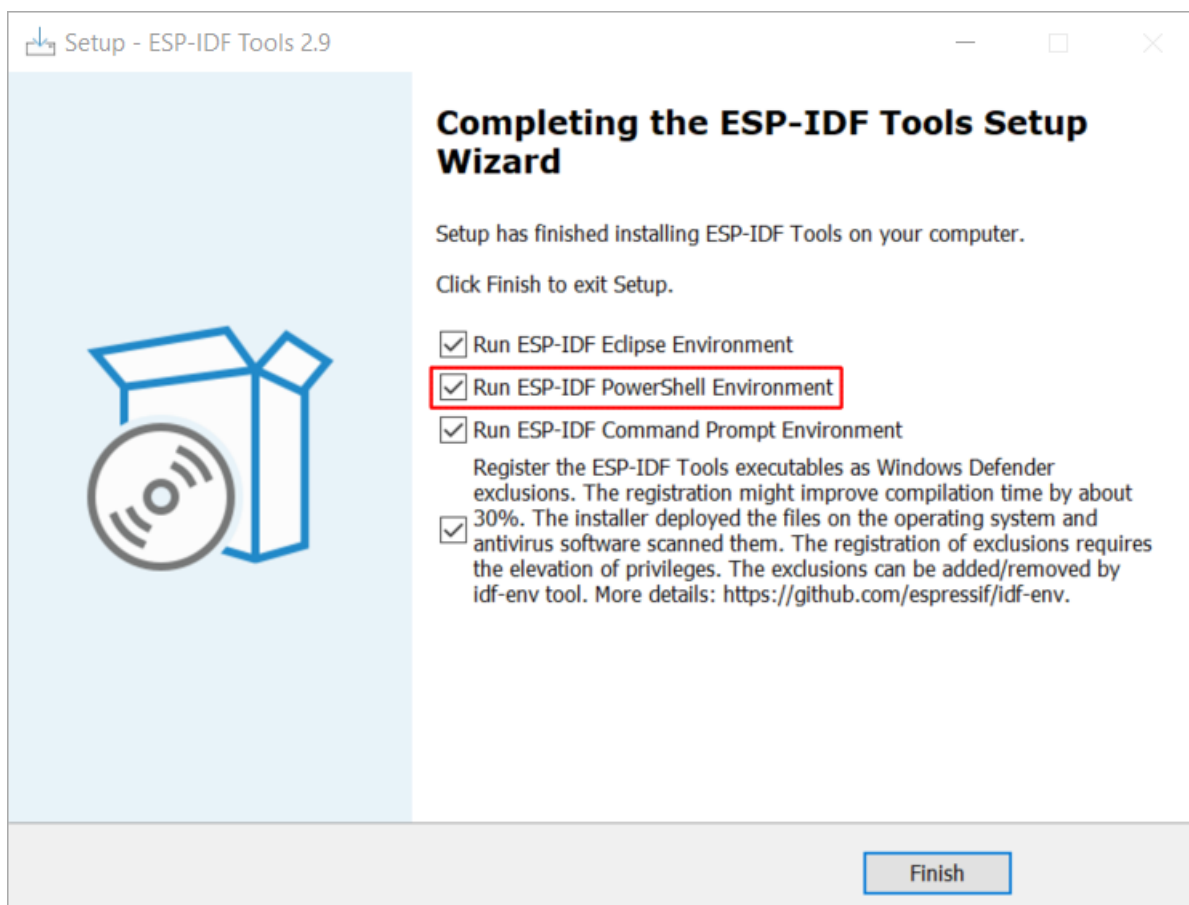 Setup - ESP-IDF Tools 2.9
Completing the ESP-IDF Tools Setup
Wizard
Setup has finished installing ESP-IDF Tools on your computer.
Click Finish to exit Setup.
Run ESP-IDF Eclipse Environment
Run ESP-IDF PowerShell Environment
Run ESP-IDF Command Prompt Environment
Register the ESP-IDF Tools executables as Windows Defender
exclusions. The registration might improve compilation time by about
30%. The installer deployed the files on the operating system and
antivirus software scanned them. The registration of exclusions requires
the elevation of privileges. The exclusions can be added/removed by
idf-env tool. More details: https://github.com/espressif/idf-env.
Finish